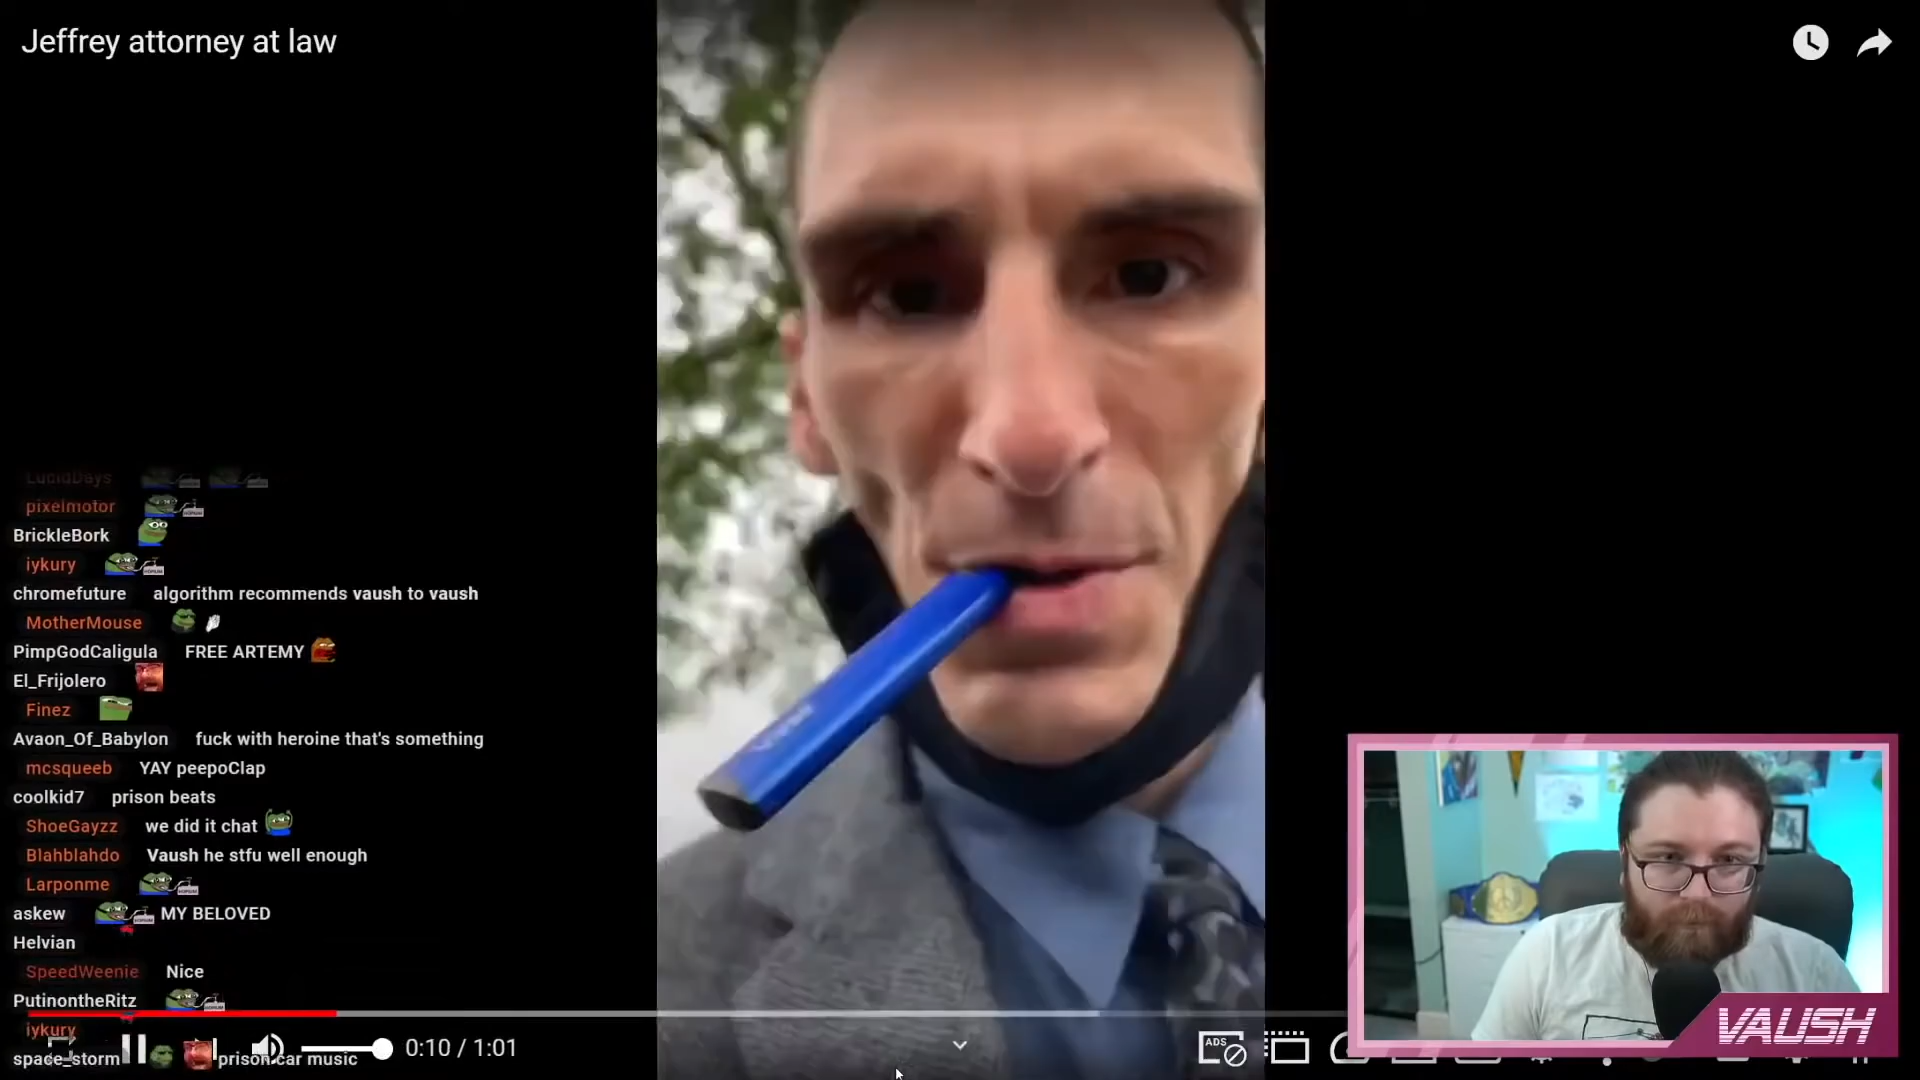 Jeffrey attorney at law
LucidDays
pixelmotor
BrickleBork
iykury
chromefuture algorithm recommends vaush to vaush
MotherMouse
PimpGodCaligula FREE ARTEMY
El_Frijolero
Finez
Avaon_Of_Babylon fuck with heroine that's something
mcsqueeb YAY peepoClap
coolkid7 prison beats
ShoeGayzz we did it chat
Blahblahdo Vaush he stfu well enough
Larponme
askew MY BELOVED
Helvian
SpeedWeenie Nice
PutinontheRitz
iykury
space_storm prison car music
0:10 / 1:01
ADS
VAUSH